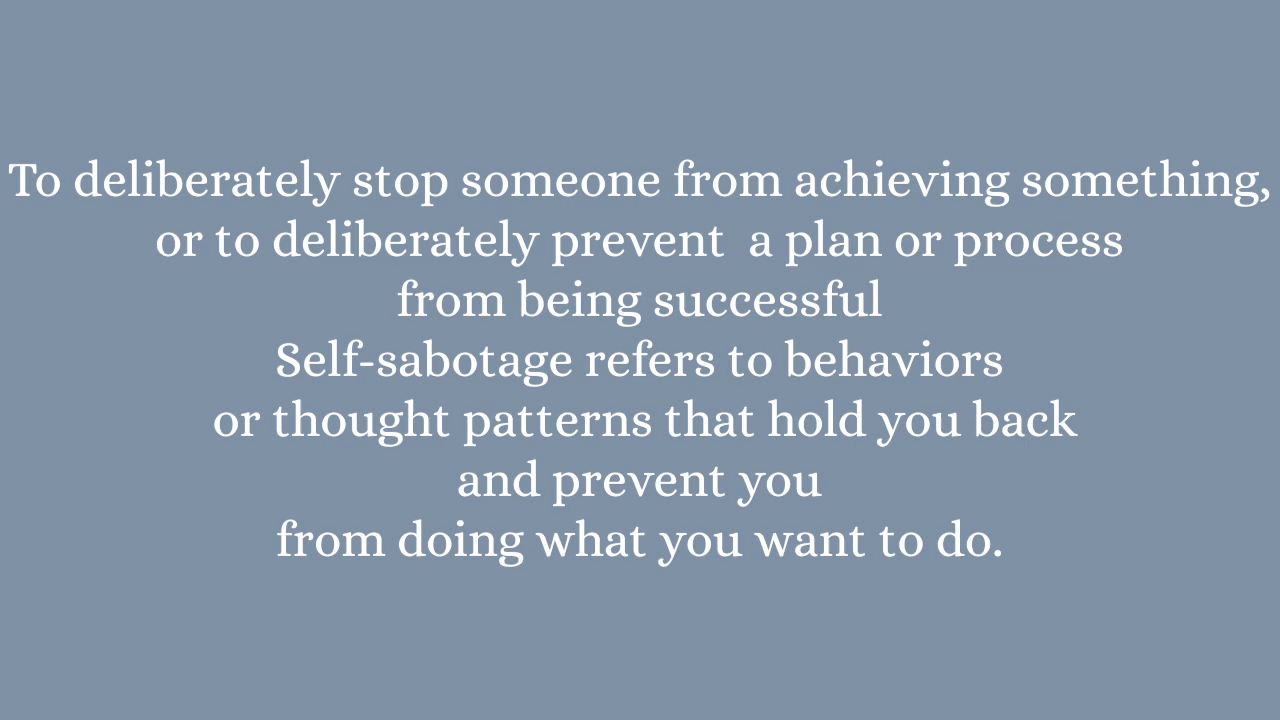 To deliberately stop someone from achieving something,
or to deliberately prevent  a plan or process
from being successful
Self-sabotage refers to behaviors
or thought patterns that hold you back
and prevent you
from doing what you want to do.